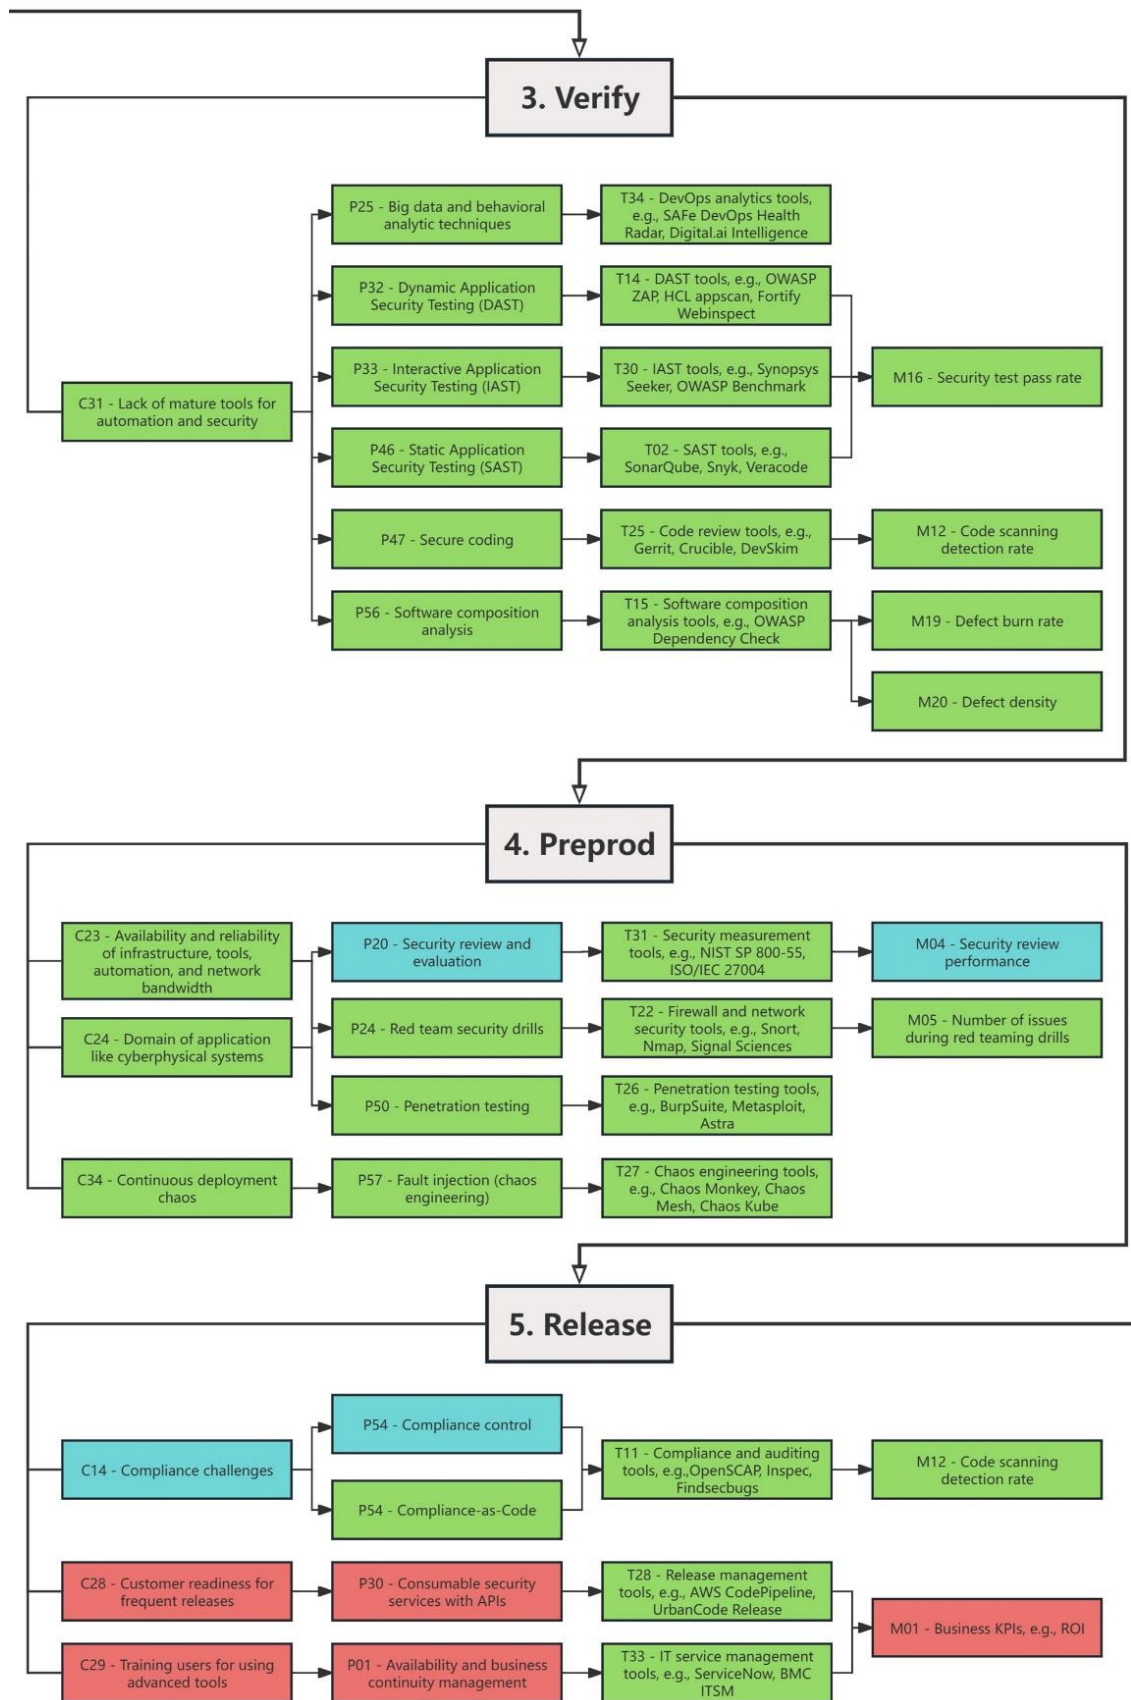 3. Verify
P25 - Big data and behavioral
analytic techniques
T34 - DevOps analytics tools,
e.g., SAFe DevOps Health
Radar, Digital.ai Intelligence
P32 - Dynamic Application
Security Testing (DAST)
T14 - DAST tools, e.g., OWASP
ZAP, HCL appscan, Fortify
Webinspect
C31 - Lack of mature tools for
automation and security
P33 - Interactive Application
Security Testing (IAST)
T30 - IAST tools, e.g., Synopsys
Seeker, OWASP Benchmark
M16 - Security test pass rate
P46 - Static Application
Security Testing (SAST)
T02 - SAST tools, e.g.,
SonarQube, Snyk, Veracode
P47 - Secure coding
T25 - Code review tools, e.g.,
Gerrit, Crucible, DevSkim
M12 - Code scanning
detection rate
P56 - Software composition
analysis
T15 - Software composition
analysis tools, e.g., OWASP
Dependency Check
M19 - Defect burn rate
M20 - Defect density
4. Preprod
C23 - Availability and reliability
of infrastructure, tools,
automation, and network
bandwidth
P20 - Security review and
evaluation
T31 - Security measurement
tools, e.g., NIST SP 800-55,
ISO/IEC 27004
M04 - Security review
performance
C24 - Domain of application
like cyberphysical systems
P24 - Red team security drills
T22 - Firewall and network
security tools, e.g., Snort,
Nmap, Signal Sciences
M05 - Number of issues
during red teaming drills
P50 - Penetration testing
T26 - Penetration testing tools,
e.g., BurpSuite, Metasploit,
Astra
C34 - Continuous deployment
chaos
P57 - Fault injection (chaos
engineering)
T27 - Chaos engineering tools,
e.g., Chaos Monkey, Chaos
Mesh, Chaos Kube
5. Release
C14 - Compliance challenges
P54 - Compliance control
P54 - Compliance-as-Code
T11 - Compliance and auditing
tools, e.g.,OpenSCAP, Inspec,
Findsecbugs
M12 - Code scanning
detection rate
C28 - Customer readiness for
frequent releases
P30 - Consumable security
services with APIs
T28 - Release management
tools, e.g., AWS CodePipeline,
UrbanCode Release
M01 - Business KPIs, e.g., ROI
C29 - Training users for using
advanced tools
P01 - Availability and business
continuity management
T33 - IT service management
tools, e.g., ServiceNow, BMC
ITSM